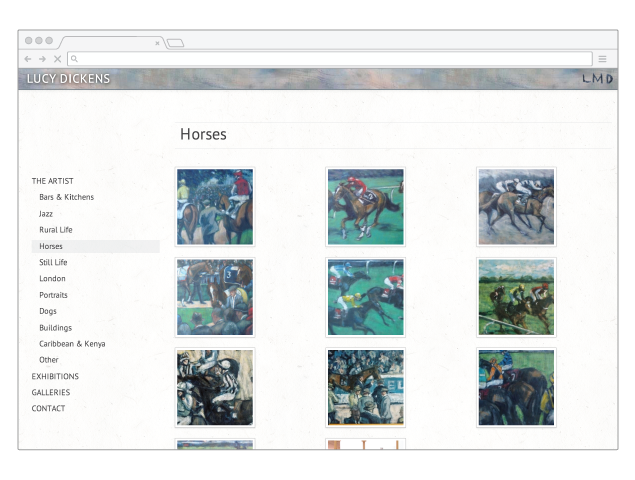 LUCY DICKENS
LMD
Horses
THE ARTIST
Bars & Kitchens
Jazz
Rural Life
Horses
Still Life
London
Portraits
Dogs
Buildings
Caribbean & Kenya
Other
EXHIBITIONS
GALLERIES
CONTACT
3